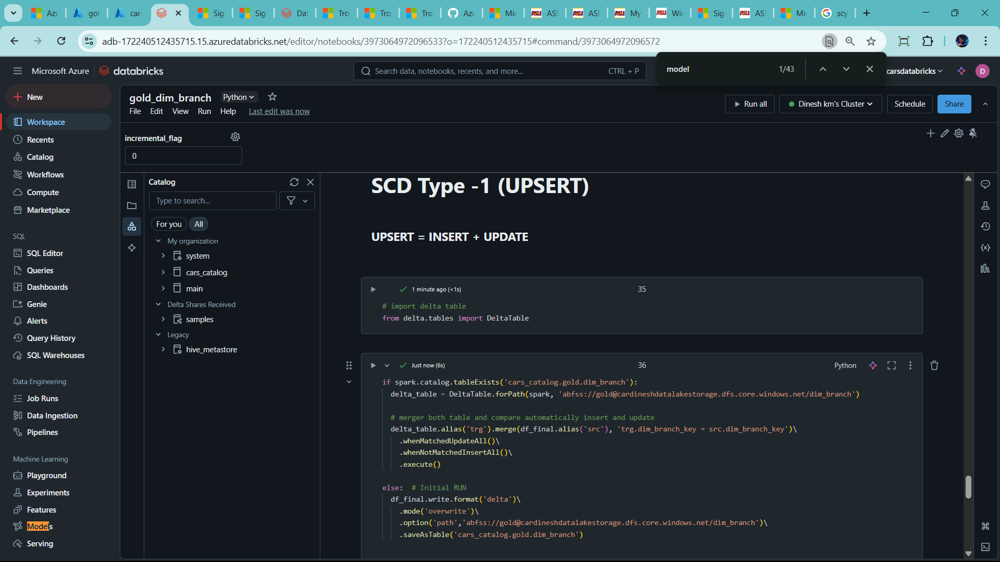 Azu
gol
car
Sig
Sig
Dat
Tro
Tro
Tro
Azu
Mic
ASU
ASU
My
Win
Sig
ASU
Mic
scy
adb-172240512435715.15.azuredatabricks.net/editor/notebooks/3973064972096533?o=172240512435715#command/3973064972096572
model
1/43
Microsoft Azure
databricks
Search data, notebooks, recents, and more...
CTRL + P
carsdatabricks
D
New
Workspace
Recents
Catalog
Workflows
Compute
Marketplace
SQL
SQL Editor
Queries
Dashboards
Genie
Alerts
Query History
SQL Warehouses
Data Engineering
Job Runs
Data Ingestion
Pipelines
Machine Learning
Playground
Experiments
Features
Models
Serving
gold_dim_branch
Python
File
Edit
View
Run
Help
Last edit was now
Run all
Dinesh km's Cluster
Schedule
Share
incremental_flag
0
Catalog
Type to search...
For you
All
My organization
system
cars_catalog
main
Delta Shares Received
samples
Legacy
hive_metastore
SCD Type -1 (UPSERT)
UPSERT = INSERT + UPDATE
1 minute ago (<1s)
35
# import delta table
from delta.tables import DeltaTable
Just now (6s)
36
Python
if spark.catalog.tableExists('cars_catalog.gold.dim_branch'):
delta_table = DeltaTable.forPath(spark, 'abfss://gold@cardineshdatalakestorage.dfs.core.windows.net/dim_branch')
# merger both table and compare automatically insert and update
delta_table.alias('trg').merge(df_final.alias('src'), 'trg.dim_branch_key = src.dim_branch_key')\
.whenMatchedUpdateAll()\
.whenNotMatchedInsertAll()\
.execute()
else:  # Initial RUN
df_final.write.format('delta')\
.mode('overwrite')\
.option('path','abfss://gold@cardineshdatalakestorage.dfs.core.windows.net/dim_branch')\
.saveAsTable('cars_catalog.gold.dim_branch')